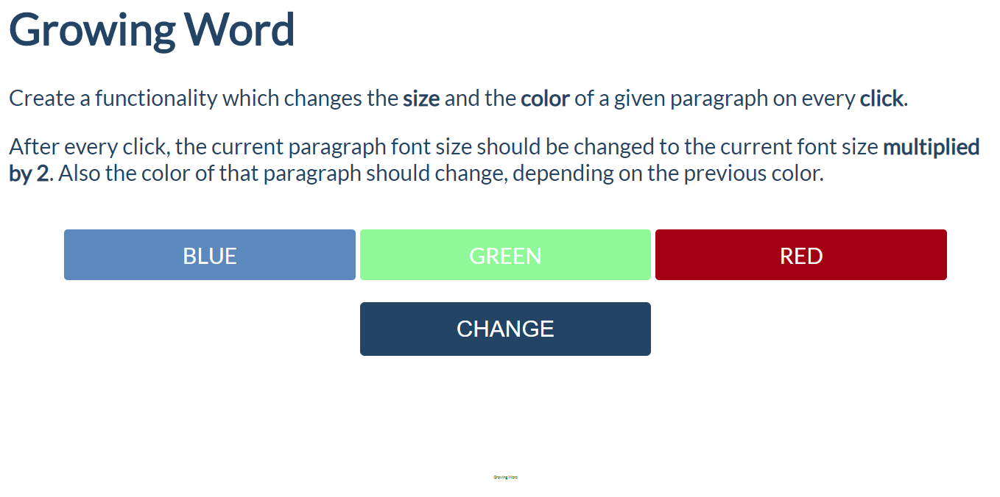 Growing Word
Create a functionality which changes the size and the color of a given paragraph on every click.
After every click, the current paragraph font size should be changed to the current font size multiplied
by 2. Also the color of that paragraph should change, depending on the previous color.
BLUE GREEN RED
CHANGE
Growing Word